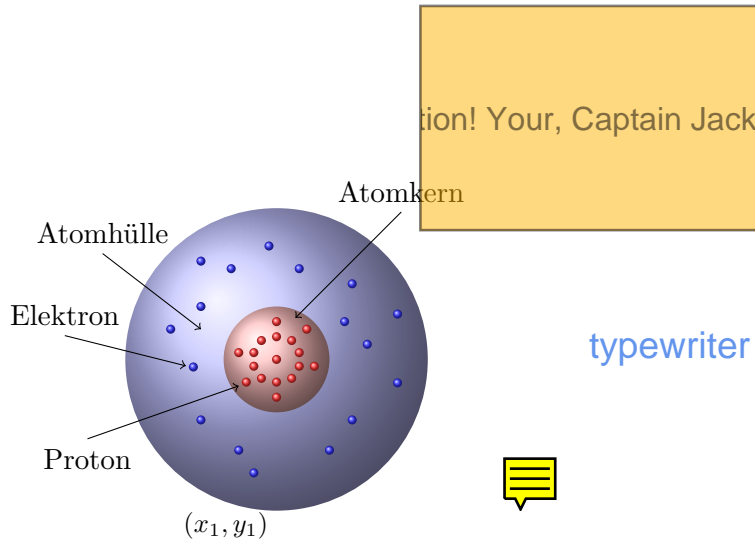 tion! Your, Captain Jack
Atomkern
Atomhülle
Elektron
typewriter
Proton
(x₁, y₁)